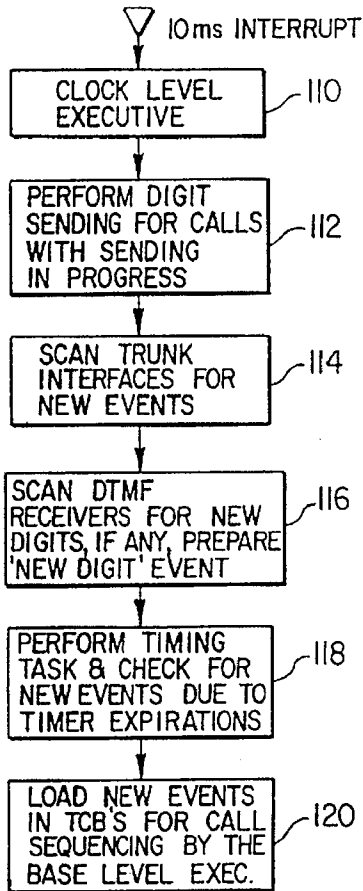 10ms INTERRUPT
CLOCK LEVEL
EXECUTIVE
110
PERFORM DIGIT
SENDING FOR CALLS
WITH SENDING
IN PROGRESS
112
SCAN TRUNK
INTERFACES FOR
NEW EVENTS
114
SCAN DTMF
RECEIVERS FOR NEW
DIGITS, IF ANY, PREPARE
'NEW DIGIT' EVENT
116
PERFORM TIMING
TASK & CHECK FOR
NEW EVENTS DUE TO
TIMER EXPIRATIONS
118
LOAD NEW EVENTS
IN TCB'S FOR CALL
SEQUENCING BY THE
BASE LEVEL EXEC.
120